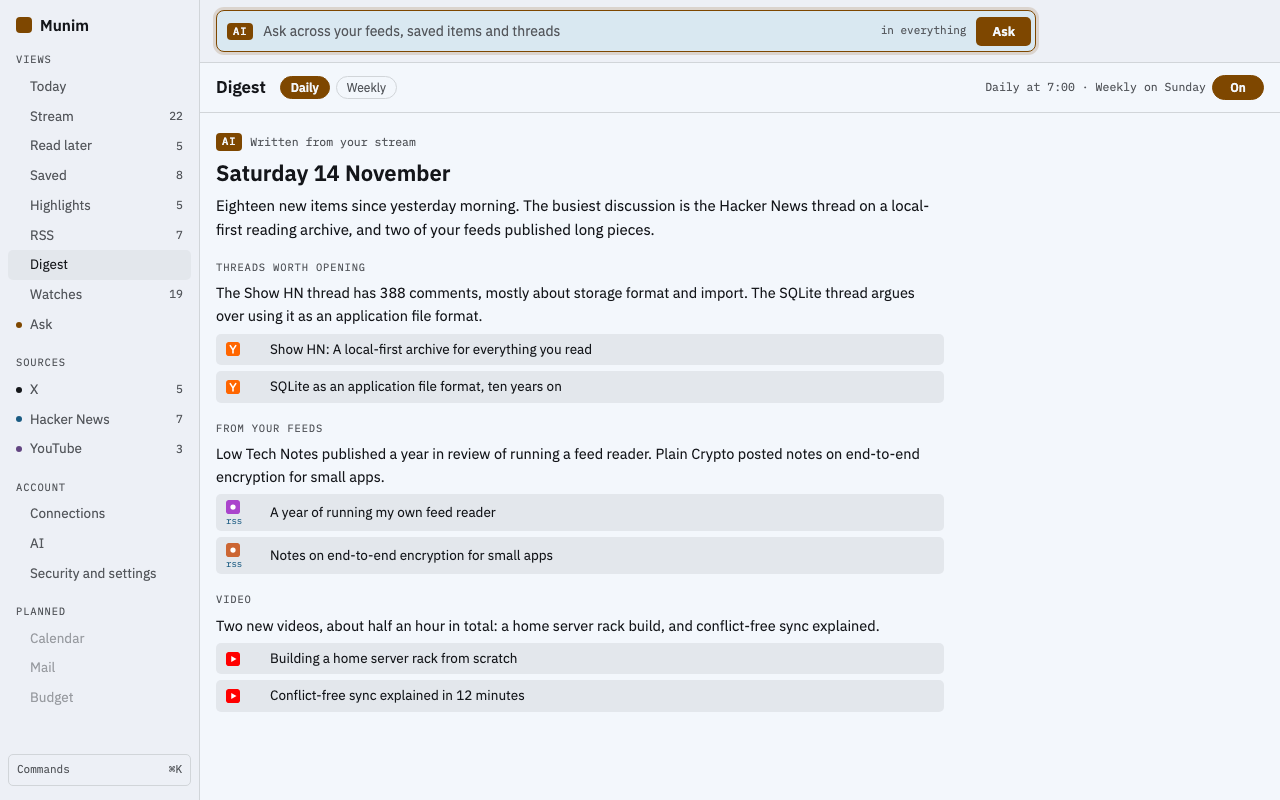 Munim
VIEWS
Today
Stream 22
Read later 5
Saved 8
Highlights 5
RSS 7
Digest
Watches 19
Ask
SOURCES
X 5
Hacker News 7
YouTube 3
ACCOUNT
Connections
AI
Security and settings
PLANNED
Calendar
Mail
Budget
Commands ⌘K
AI Ask across your feeds, saved items and threads in everything Ask
Digest Daily Weekly Daily at 7:00 · Weekly on Sunday On
AI Written from your stream
Saturday 14 November
Eighteen new items since yesterday morning. The busiest discussion is the Hacker News thread on a local-
first reading archive, and two of your feeds published long pieces.
THREADS WORTH OPENING
The Show HN thread has 388 comments, mostly about storage format and import. The SQLite thread argues
over using it as an application file format.
Y Show HN: A local-first archive for everything you read
Y SQLite as an application file format, ten years on
FROM YOUR FEEDS
Low Tech Notes published a year in review of running a feed reader. Plain Crypto posted notes on end-to-end
encryption for small apps.
rss A year of running my own feed reader
rss Notes on end-to-end encryption for small apps
VIDEO
Two new videos, about half an hour in total: a home server rack build, and conflict-free sync explained.
Building a home server rack from scratch
Conflict-free sync explained in 12 minutes